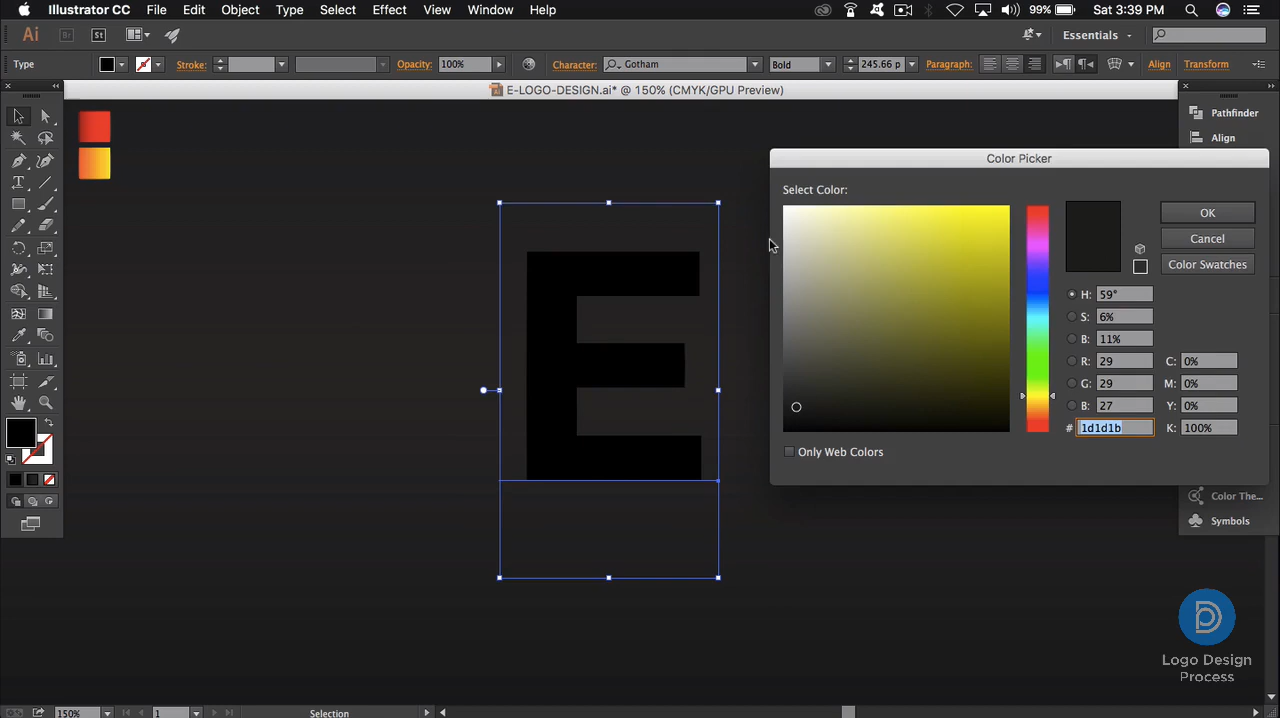 Illustrator CC File Edit Object Type Select Effect View Window Help 99% Sat 3:39 PM
Ai Br St Essentials
Type Stroke: Opacity: 100% Character: Gotham Bold 245.66 p Paragraph: Align Transform
E-LOGO-DESIGN.ai* @ 150% (CMYK/GPU Preview)
Pathfinder
Align
Color Picker
Select Color:
OK
Cancel
Color Swatches
H: 59°
S: 6%
B: 11%
R: 29 C: 0%
G: 29 M: 0%
B: 27 Y: 0%
# 1d1d1b K: 100%
Only Web Colors
E
Color The...
Symbols
Logo Design
Process
150% 1 Selection